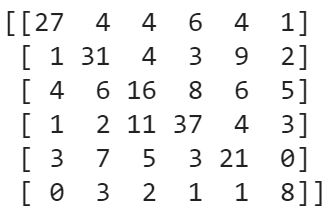 [[27 4 4 6 4 1]
[ 1 31 4 3 9 2]
[ 4 6 16 8 6 5]
[ 1 2 11 37 4 3]
[ 3 7 5 3 21 0]
[ 0 3 2 1 1 8]]